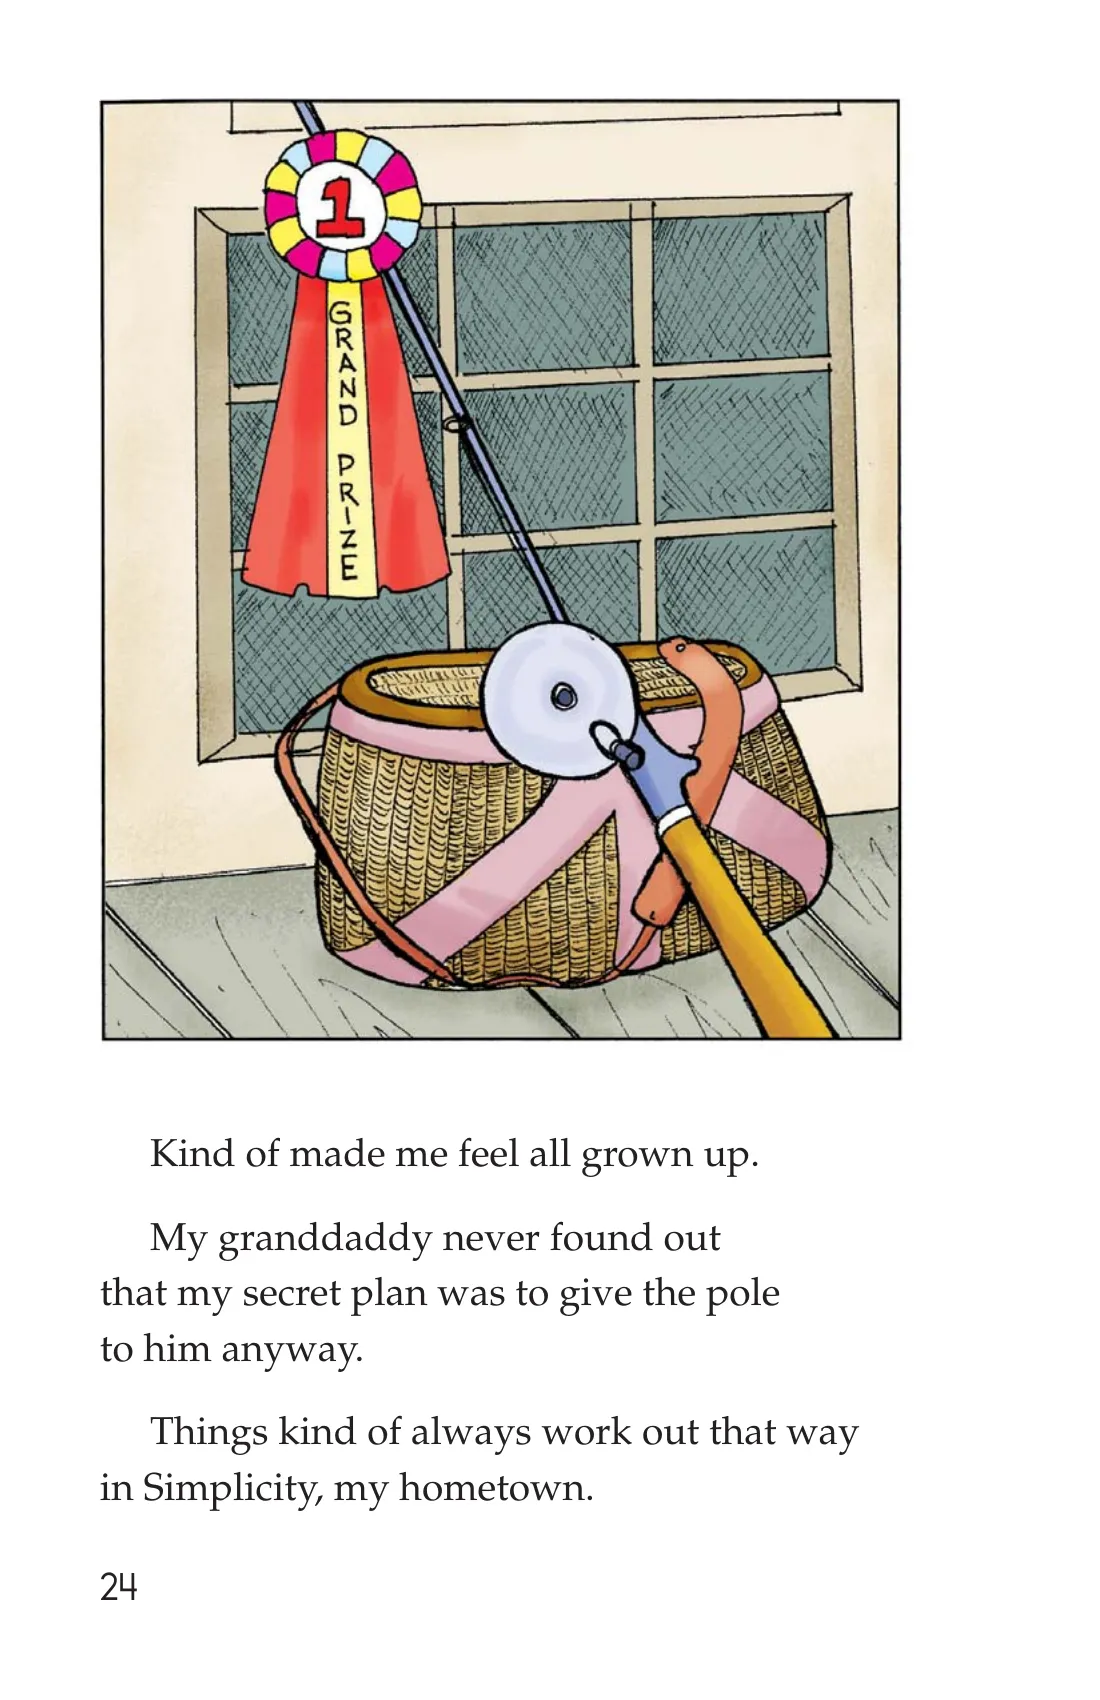 1
GRAND PRIZE
Kind of made me feel all grown up.
My granddaddy never found out
that my secret plan was to give the pole
to him anyway.
Things kind of always work out that way
in Simplicity, my hometown.
24